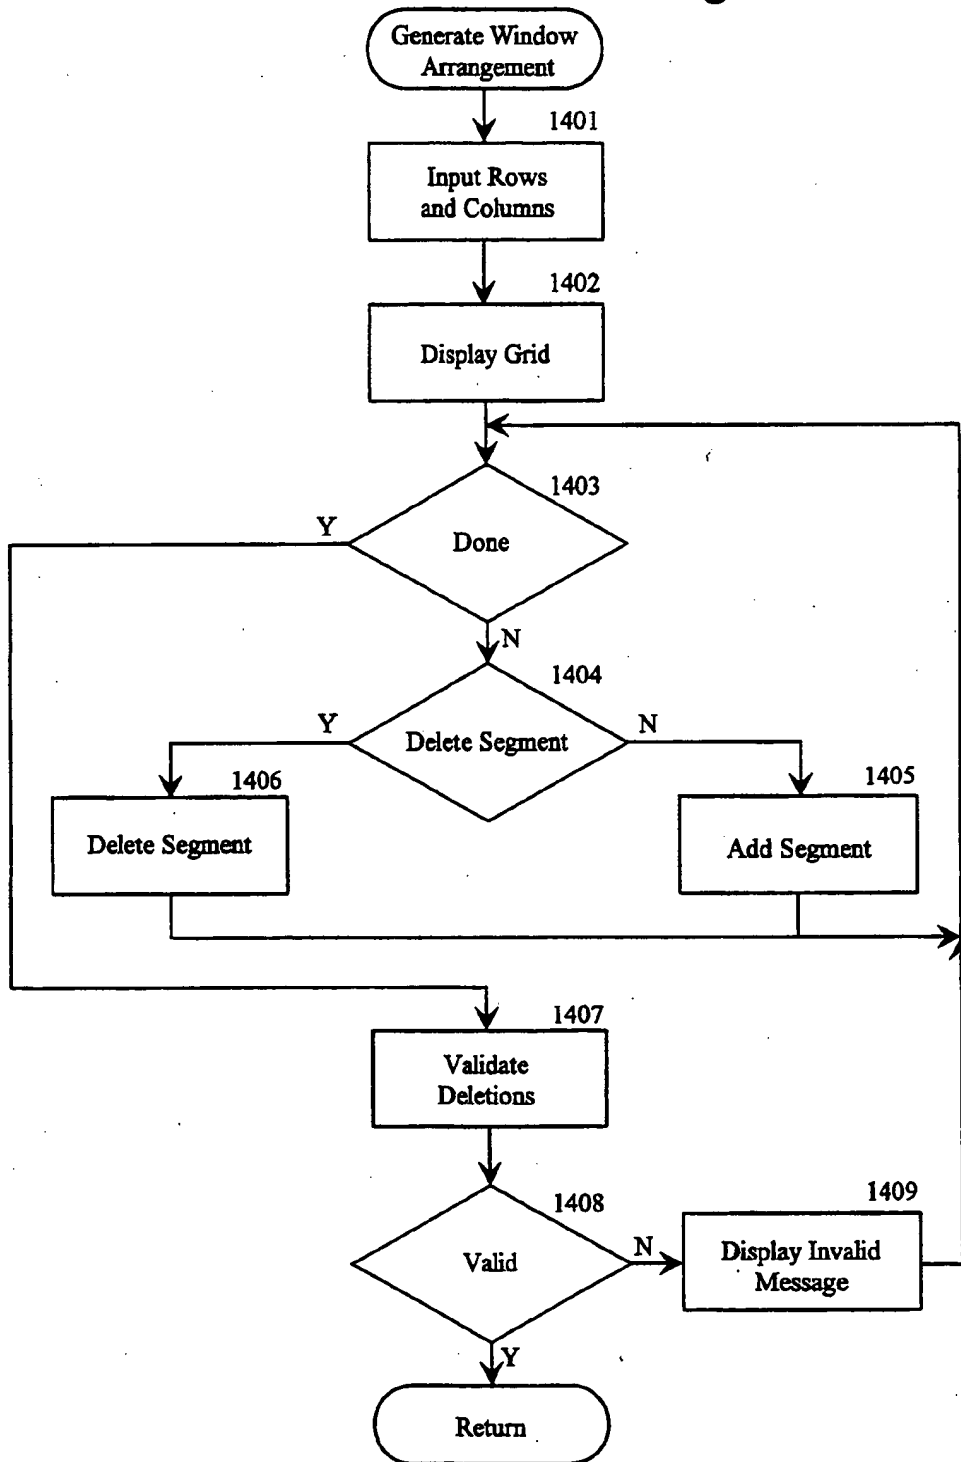 Generate Window
Arrangement
1401
Input Rows
and Columns
1402
Display Grid
1403
Y
Done
N
1404
Y
Delete Segment
N
1406
1405
Delete Segment
Add Segment
1407
Validate
Deletions
1408
1409
Valid
N
Display Invalid
Message
Y
Return